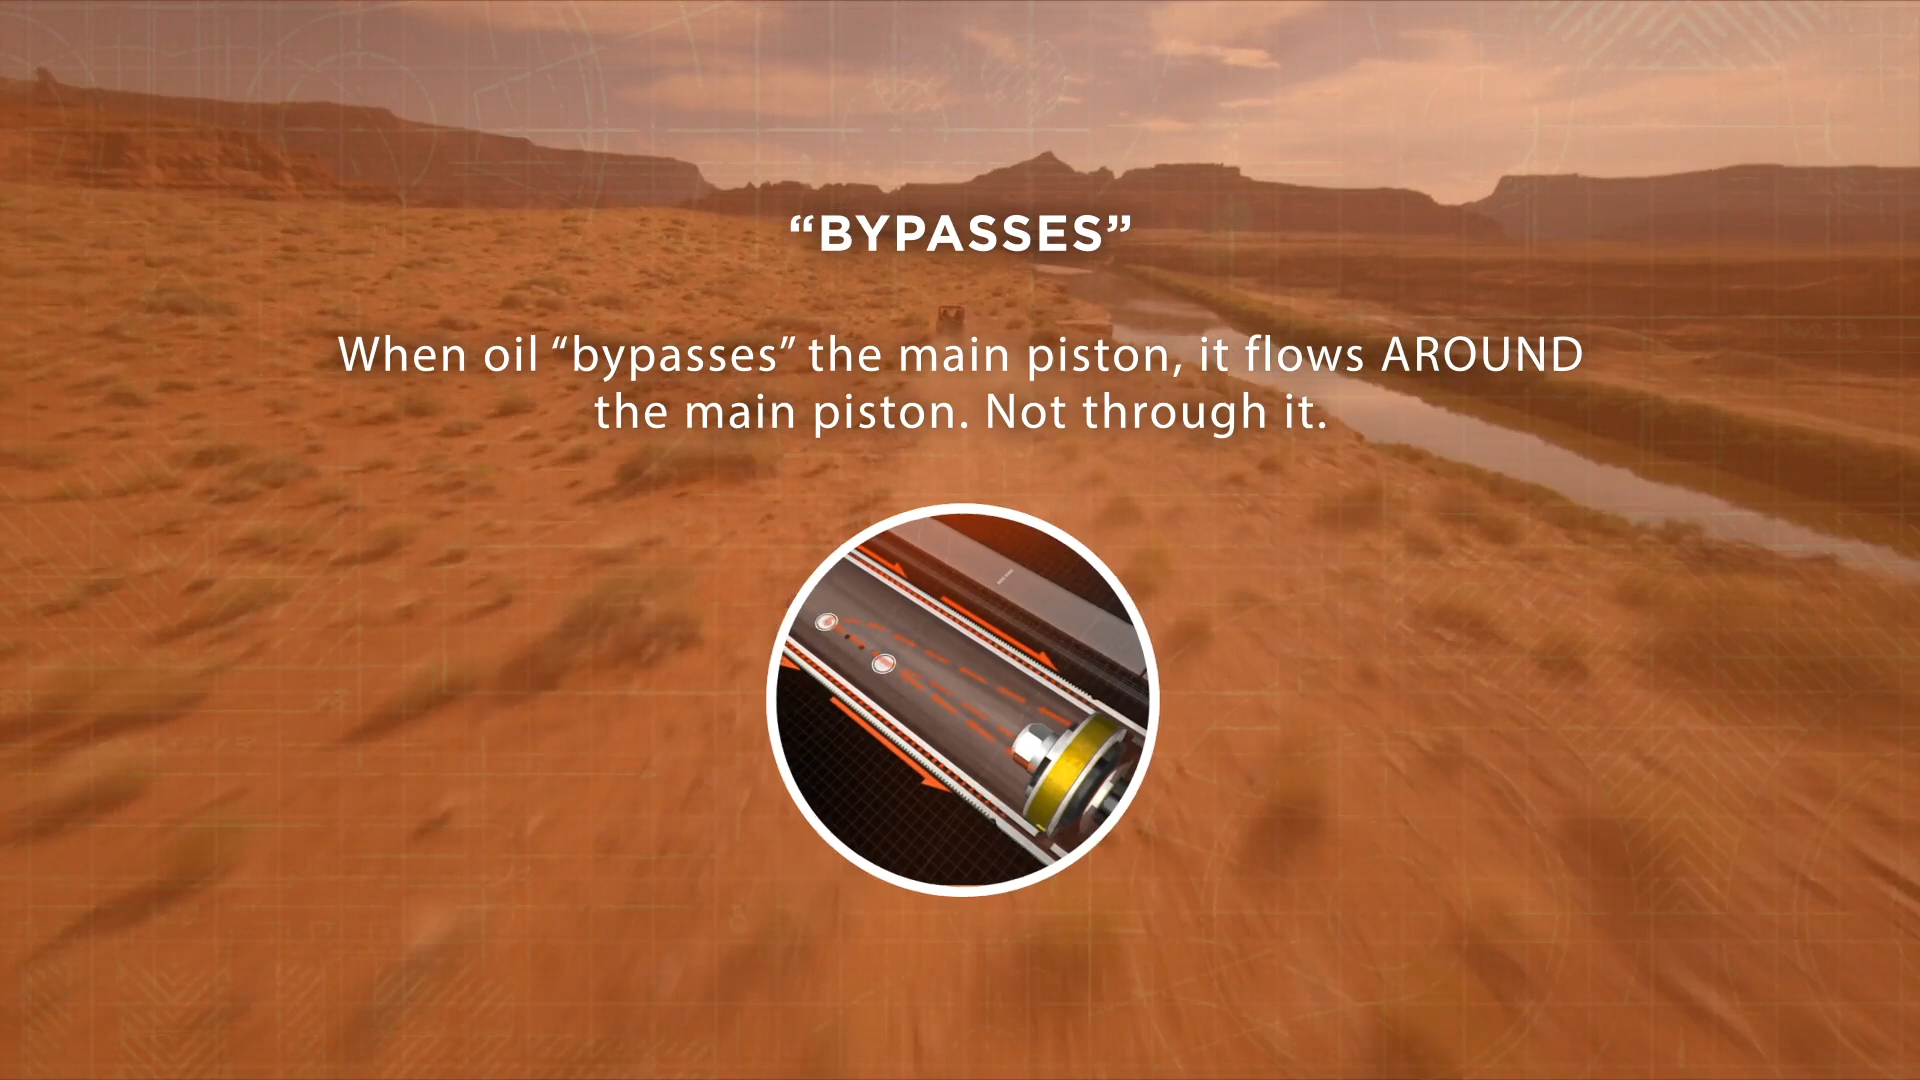 “BYPASSES”
When oil “bypasses” the main piston, it flows AROUND
the main piston. Not through it.